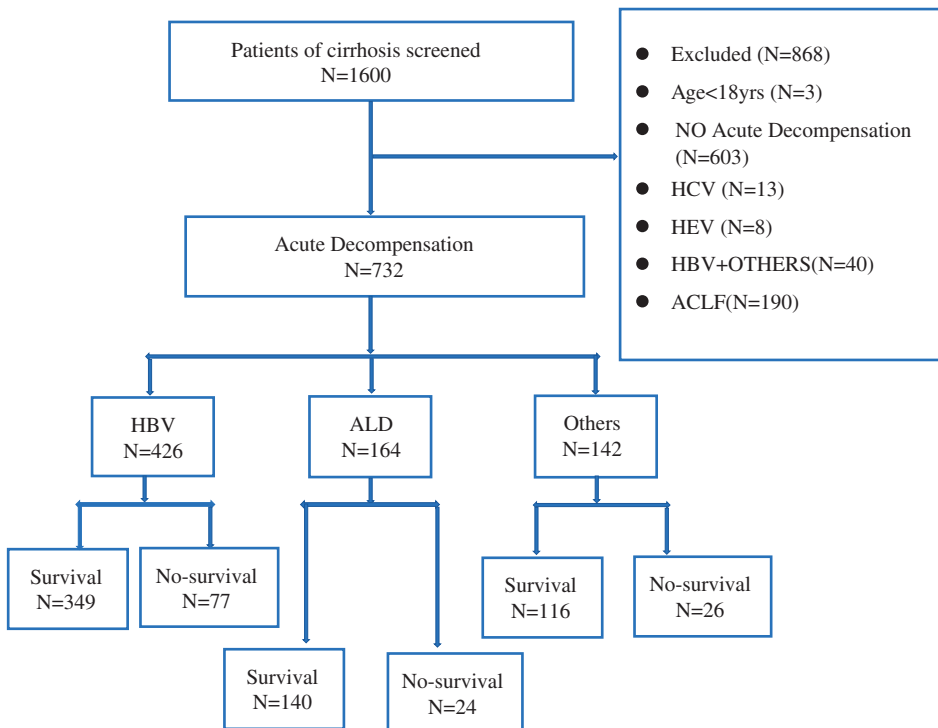 Patients of cirrhosis screened
N=1600
● Excluded (N=868)
● Age<18yrs (N=3)
● NO Acute Decompensation
(N=603)
● HCV (N=13)
● HEV (N=8)
● HBV+OTHERS(N=40)
● ACLF(N=190)
Acute Decompensation
N=732
HBV
N=426
ALD
N=164
Others
N=142
Survival
N=349
No-survival
N=77
Survival
N=140
No-survival
N=24
Survival
N=116
No-survival
N=26